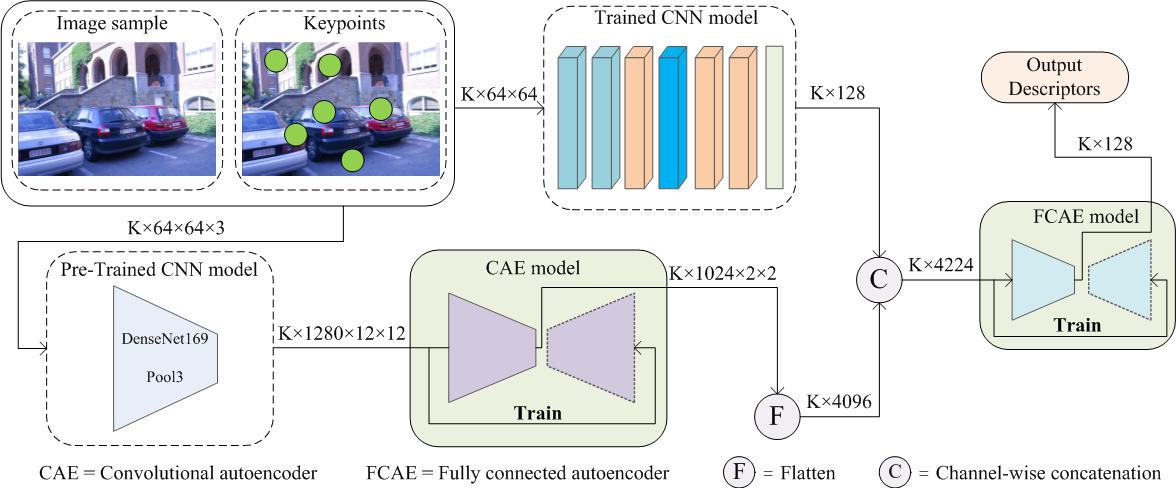 Image sample
Keypoints
Trained CNN model
K×64×64
K×128
Output
Descriptors
K×128
K×64×64×3
FCAE model
Pre-Trained CNN model
CAE model
K×1024×2×2
C
K×4224
DenseNet169
Pool3
K×1280×12×12
Train
Train
F
K×4096
CAE = Convolutional autoencoder
FCAE = Fully connected autoencoder
F = Flatten
C = Channel-wise concatenation